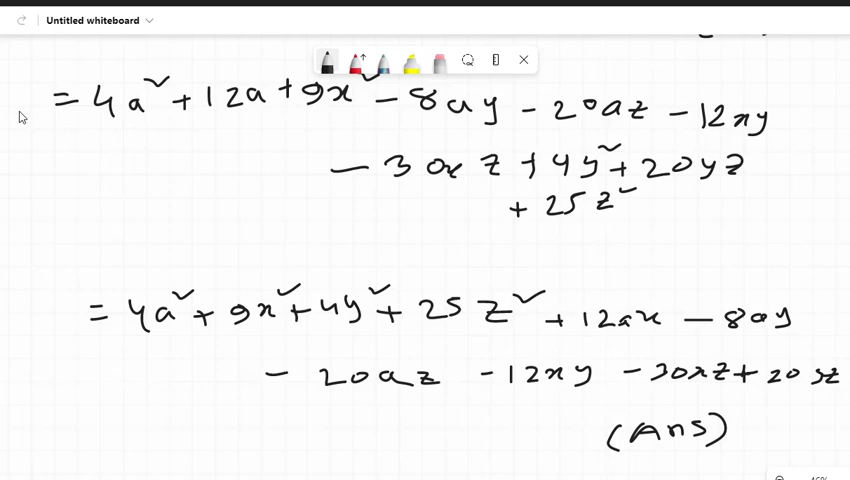 Untitled whiteboard
= 4a² + 12a + 9x² - 8ay - 20az - 12xy
- 30xz + 4y² + 20yz
+ 25z²
= 4a² + 9x² + 4y² + 25z² + 12ax - 8ay
- 20az - 12xy - 30xz + 20yz
(Ans)